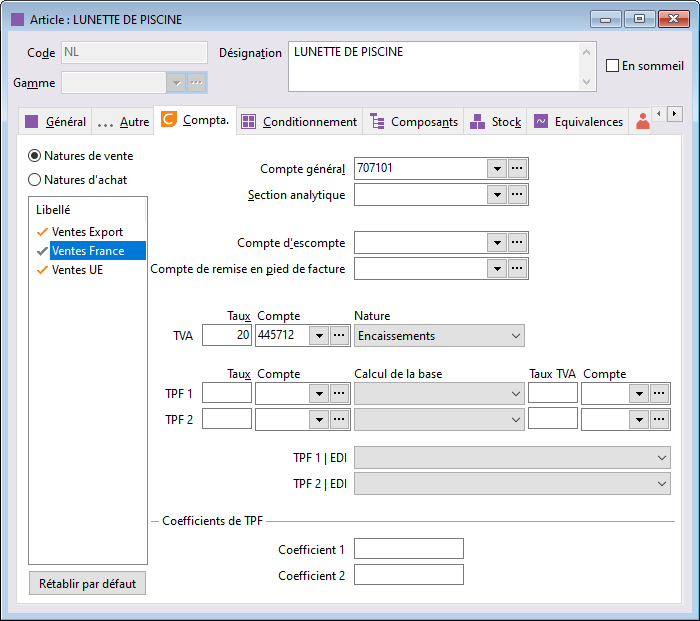 Article : LUNETTE DE PISCINE
Code NL Désignation LUNETTE DE PISCINE
En sommeil
Gamme
Général Autre Compta. Conditionnement Composants Stock Equivalences
Natures de vente
Natures d'achat
Compte général 707101
Section analytique
Libellé
Ventes Export
Ventes France
Ventes UE
Compte d'escompte
Compte de remise en pied de facture
Taux Compte Nature
TVA 20 445712 Encaissements
Taux Compte Calcul de la base Taux TVA Compte
TPF 1
TPF 2
TPF 1 | EDI
TPF 2 | EDI
Coefficients de TPF
Coefficient 1
Coefficient 2
Rétablir par défaut